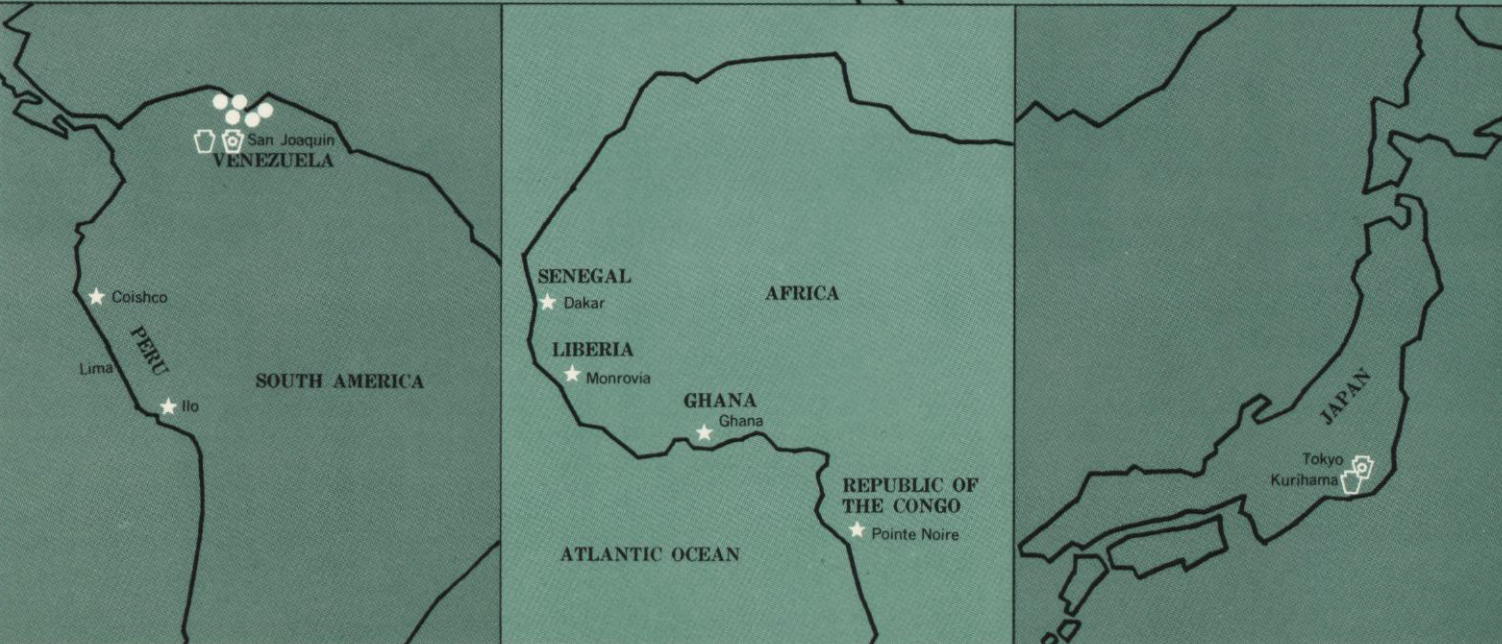 San Joaquin
VENEZUELA
Coishco
PERU
Lima
SOUTH AMERICA
Ilo
SENEGAL
Dakar
AFRICA
LIBERIA
Monrovia
GHANA
Ghana
REPUBLIC OF
THE CONGO
Pointe Noire
ATLANTIC OCEAN
JAPAN
Tokyo
Kurihama